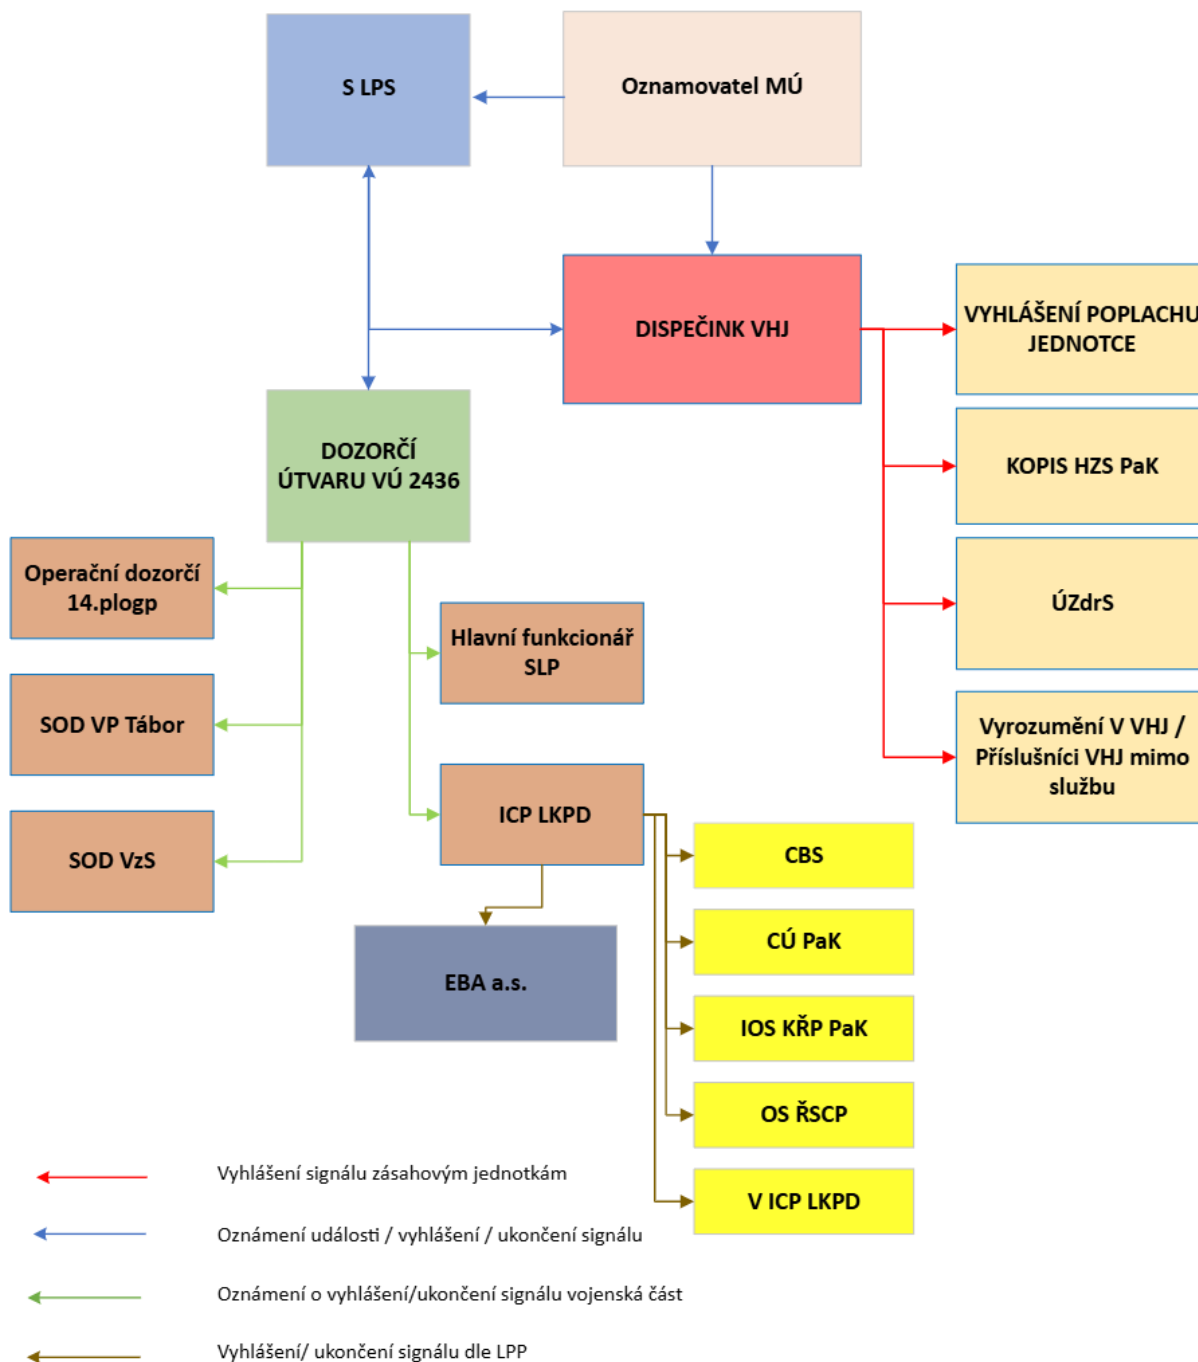 S LPS
Oznamovatel MÚ
DISPEČINK VHJ
VYHLÁŠENÍ POPLACHU
JEDNOTCE
KOPIS HZS PaK
ÚZdrS
Vyrozumění V VHJ /
Příslušníci VHJ mimo
službu
DOZORČÍ
ÚTVARU VÚ 2436
Operační dozorčí
14.plogp
SOD VP Tábor
SOD VzS
Hlavní funkcionář
SLP
ICP LKPD
EBA a.s.
CBS
CÚ PaK
IOS KŘP PaK
OS ŘSCP
V ICP LKPD
Vyhlášení signálu zásahovým jednotkám
Oznámení události / vyhlášení / ukončení signálu
Oznámení o vyhlášení/ukončení signálu vojenská část
Vyhlášení/ ukončení signálu dle LPP